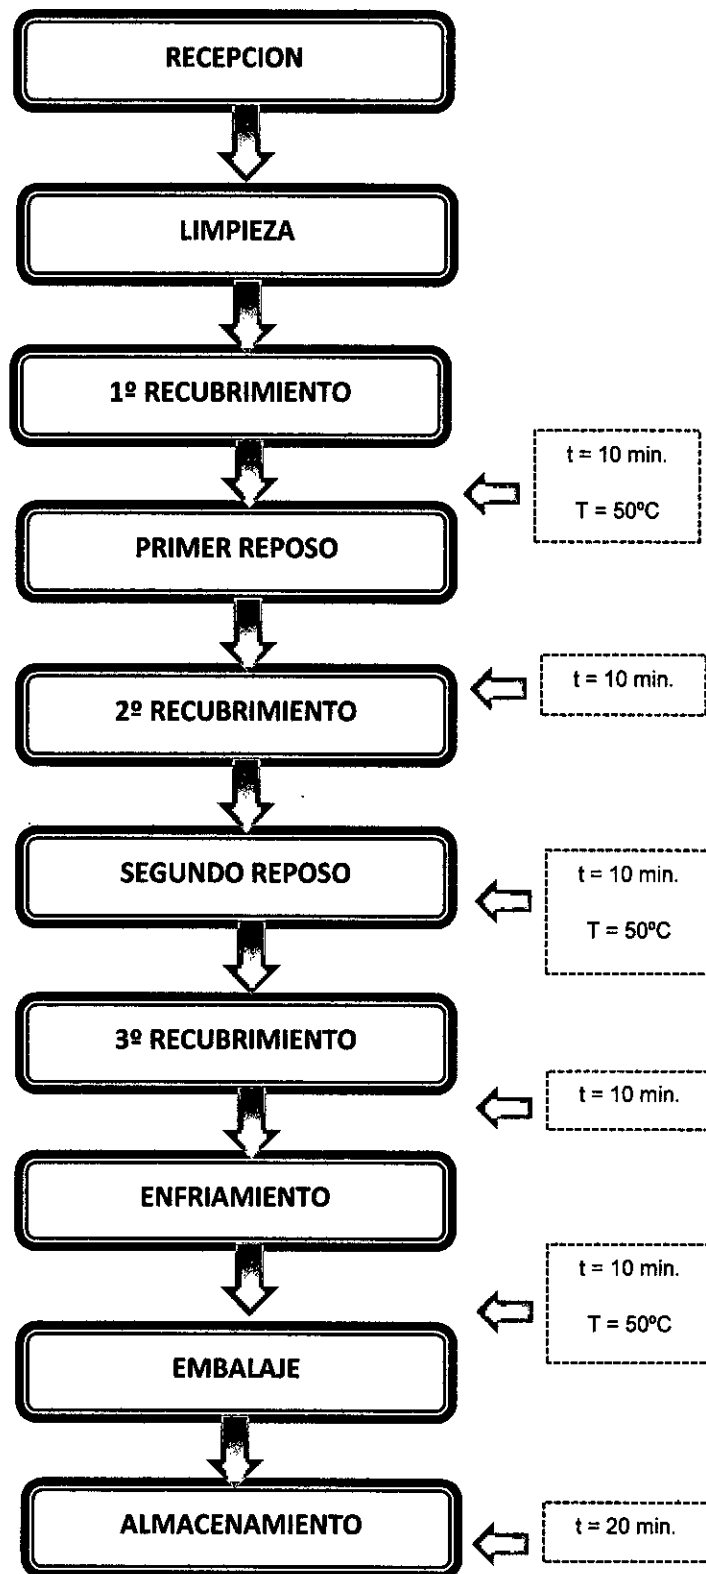 RECEPCION
LIMPIEZA
1º RECUBRIMIENTO
t = 10 min.
T = 50ºC
PRIMER REPOSO
t = 10 min.
2º RECUBRIMIENTO
SEGUNDO REPOSO
t = 10 min.
T = 50ºC
3º RECUBRIMIENTO
t = 10 min.
ENFRIAMIENTO
t = 10 min.
T = 50ºC
EMBALAJE
ALMACENAMIENTO
t = 20 min.